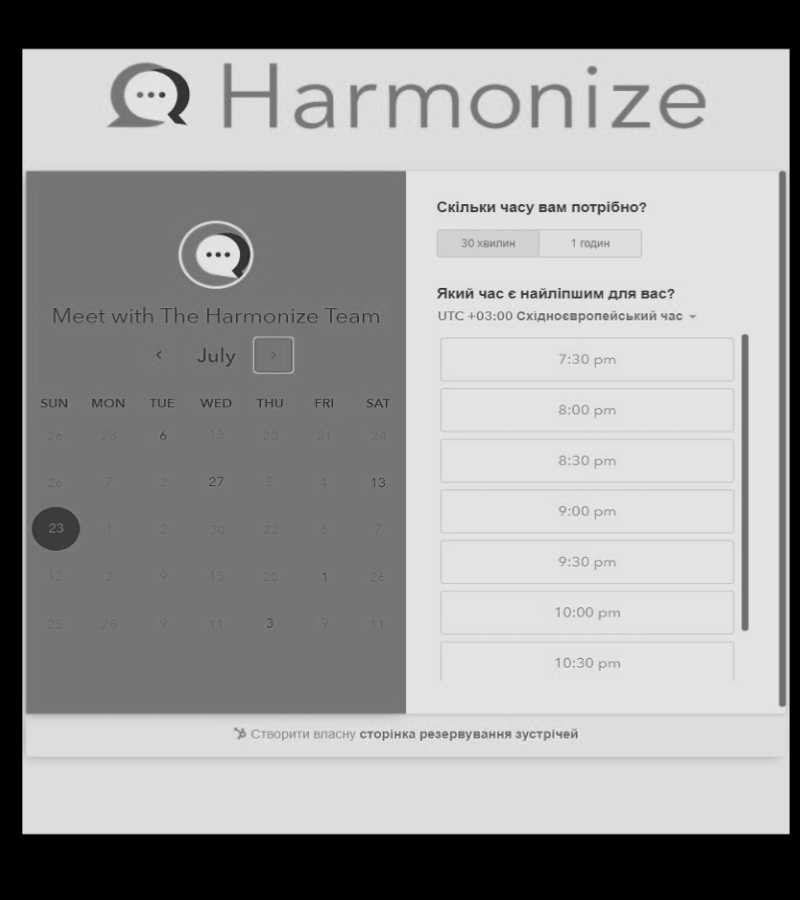 Harmonize
Meet with The Harmonize Team
July
SUN MON TUE WED THU FRI SAT
26 28 6 13 20 21 24
26 7 2 27 5 4 13
23 1 2 30 22 6 7
12 2 9 13 20 1 26
25 28 9 11 3 9 11
Скільки часу вам потрібно?
30 хвилин 1 годин
Який час є найліпшим для вас?
UTC +03:00 Східноєвропейський час
7:30 pm
8:00 pm
8:30 pm
9:00 pm
9:30 pm
10:00 pm
10:30 pm
Створити власну сторінка резервування зустрічей